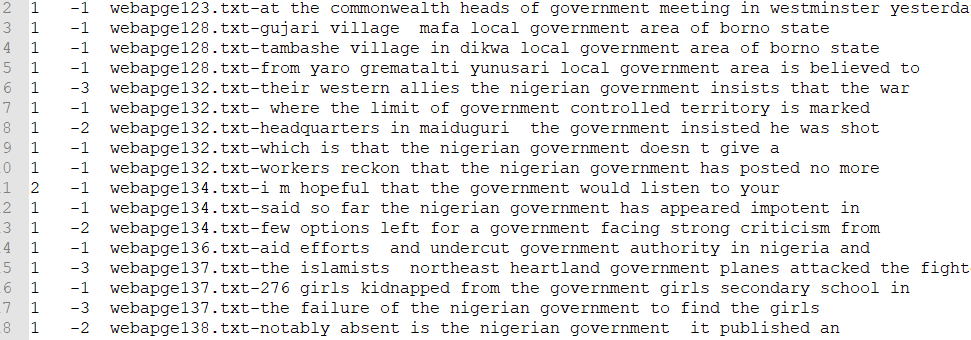 2 1 -1 webapge123.txt-at the commonwealth heads of government meeting in westminster yesterda
3 1 -1 webapge128.txt-gujari village  mafa local government area of borno state
4 1 -1 webapge128.txt-tambashe village in dikwa local government area of borno state
5 1 -1 webapge128.txt-from yaro grematalti yunusari local government area is believed to
6 1 -3 webapge132.txt-their western allies the nigerian government insists that the war
7 1 -1 webapge132.txt- where the limit of government controlled territory is marked
8 1 -2 webapge132.txt-headquarters in maiduguri  the government insisted he was shot
9 1 -1 webapge132.txt-which is that the nigerian government doesn t give a
0 1 -1 webapge132.txt-workers reckon that the nigerian government has posted no more
1 2 -1 webapge134.txt-i m hopeful that the government would listen to your
2 1 -1 webapge134.txt-said so far the nigerian government has appeared impotent in
3 1 -2 webapge134.txt-few options left for a government facing strong criticism from
4 1 -1 webapge136.txt-aid efforts  and undercut government authority in nigeria and
5 1 -3 webapge137.txt-the islamists  northeast heartland government planes attacked the fight
6 1 -1 webapge137.txt-276 girls kidnapped from the government girls secondary school in
7 1 -3 webapge137.txt-the failure of the nigerian government to find the girls
8 1 -2 webapge138.txt-notably absent is the nigerian government  it published an